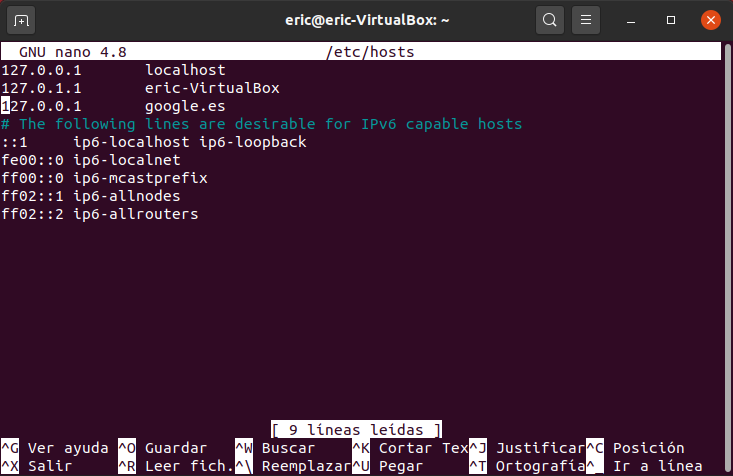 eric@eric-VirtualBox: ~
GNU nano 4.8 /etc/hosts
127.0.0.1 localhost
127.0.1.1 eric-VirtualBox
127.0.0.1 google.es
# The following lines are desirable for IPv6 capable hosts
::1 ip6-localhost ip6-loopback
fe00::0 ip6-localnet
ff00::0 ip6-mcastprefix
ff02::1 ip6-allnodes
ff02::2 ip6-allrouters
[ 9 líneas leídas ]
^G Ver ayuda ^O Guardar ^W Buscar ^K Cortar Tex^J Justificar^C Posición
^X Salir ^R Leer fich.^\ Reemplazar^U Pegar ^T Ortografía^_ Ir a línea